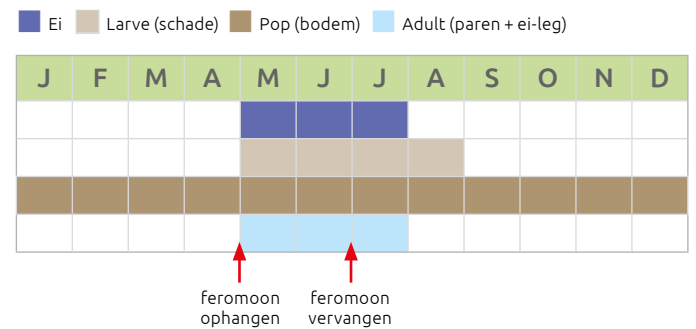 Ei Larve (schade) Pop (bodem) Adult (paren + ei-leg)
J F M A M J J A S O N D
feromoon feromoon
ophangen vervangen